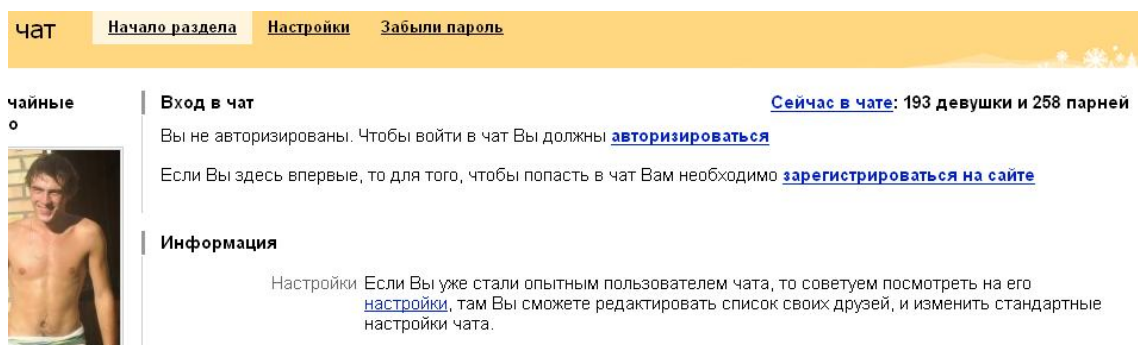 чат
Начало раздела Настройки Забыли пароль
чайные
о
Вход в чат
Сейчас в чате: 193 девушки и 258 парней
Вы не авторизированы. Чтобы войти в чат Вы должны авторизироваться
Если Вы здесь впервые, то для того, чтобы попасть в чат Вам необходимо зарегистрироваться на сайте
Информация
Настройки Если Вы уже стали опытным пользователем чата, то советуем посмотреть на его
настройки, там Вы сможете редактировать список своих друзей, и изменить стандартные
настройки чата.